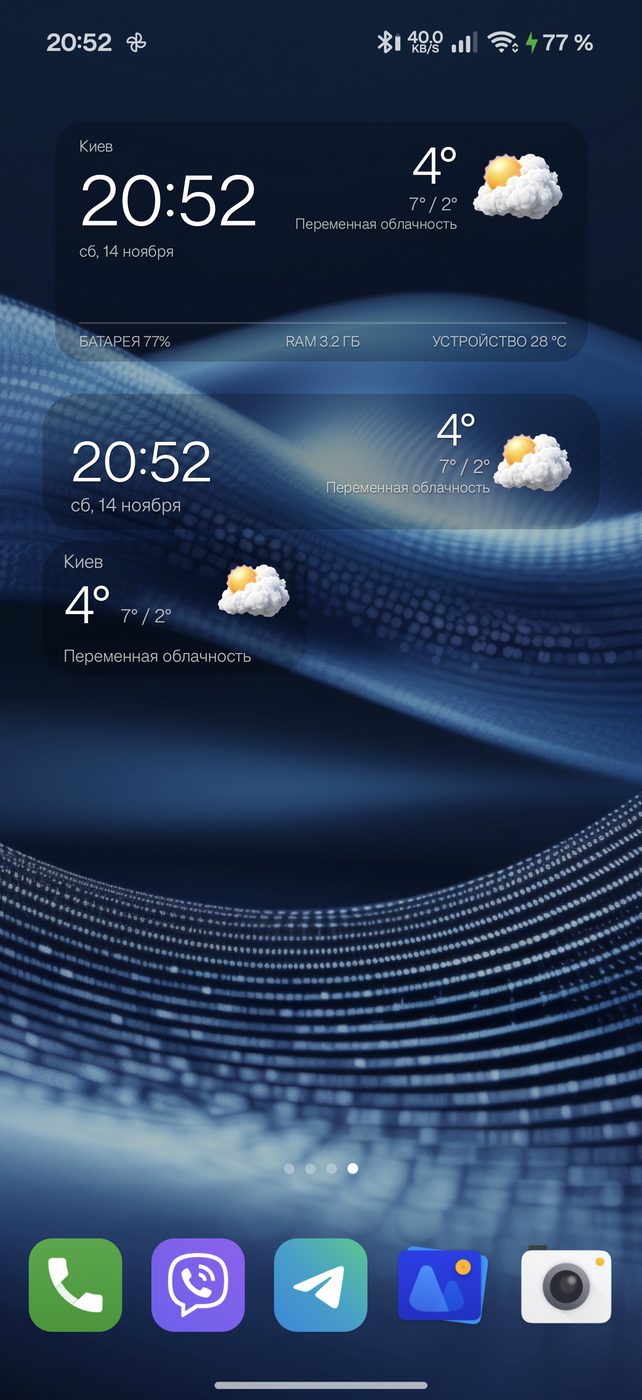 20:52
40.0
KB/S
77 %
Киев
20:52
сб, 14 ноября
4°
7° / 2°
Переменная облачность
БАТАРЕЯ 77%
RAM 3.2 ГБ
УСТРОЙСТВО 28 °C
20:52
сб, 14 ноября
4°
7° / 2°
Переменная облачность
Киев
4° 7° / 2°
Переменная облачность